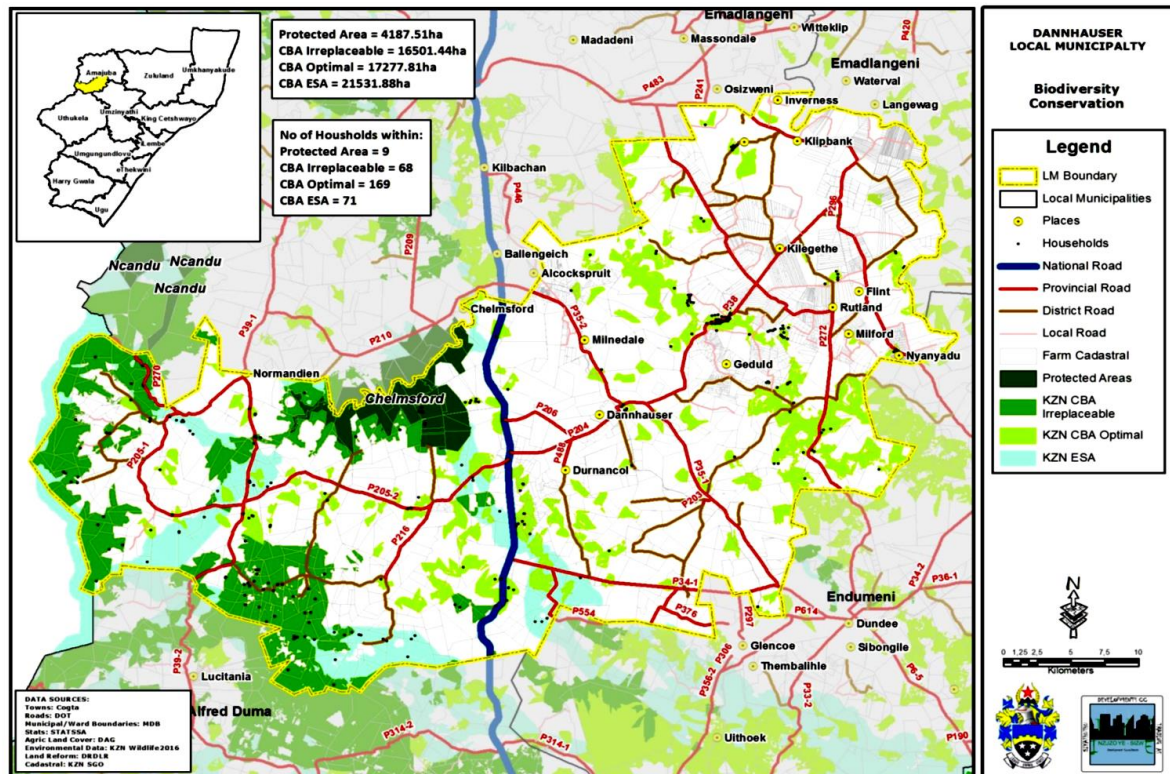 Amajuba
Zululand
Umkhanyakude
Uthukela
Umzinyathi
King Cetshwayo
iLembe
Umgungundlovu
eThekwini
Harry Gwala
Ugu
Protected Area = 4187.51ha
CBA Irreplaceable = 16501.44ha
CBA Optimal = 17277.81ha
CBA ESA = 21531.88ha
No of Housholds within:
Protected Area = 9
CBA Irreplaceable = 68
CBA Optimal = 169
CBA ESA = 71
Emadlangeni
Witteklip
P420
Madadeni
Massondale
Emadlangeni
P483
P241
Osizweni
Waterval
Inverness
Langewag
Klipbank
Kilbachan
P446
P296
P209
Ballengeich
Kilegethe
Ncandu
Ncandu
Ncandu
Alcockspruit
Flint
Chelmsford
P38
Rutland
P39-1
P210
P35-2
P272
Milford
Milnedale
Nyanyadu
Geduld
P270
Normandien
Chelmsford
P206
Dannhauser
P204
P205-1
P488
Durnancol
P35-1
P205-2
P203
P216
P34-1
P34-2
P36-1
Endumeni
P554
P376
P614
P297
Dundee
Glencoe
Sibongile
P306
P39-2
Thembalihle
P356-2
Lucitania
P33-2
P6-5
Alfred Duma
P314-2
P314-1
Uithoek
P190
DATA SOURCES:
Towns: Cogta
Roads: DOT
Municipal/Ward Boundaries: MDB
Stats: STATSSA
Agric Land Cover: DAG
Environmental Data: KZN Wildlife2016
Land Reform: DRDLR
Cadastral: KZN SGO
DANNHAUSER
LOCAL MUNICIPALTY
Biodiversity
Conservation
Legend
LM Boundary
Local Municipalities
Places
Households
National Road
Provincial Road
District Road
Local Road
Farm Cadastral
Protected Areas
KZN CBA
Irreplaceable
KZN CBA Optimal
KZN ESA
N
0 1,25 2,5 5 7,5 10
Kilometers